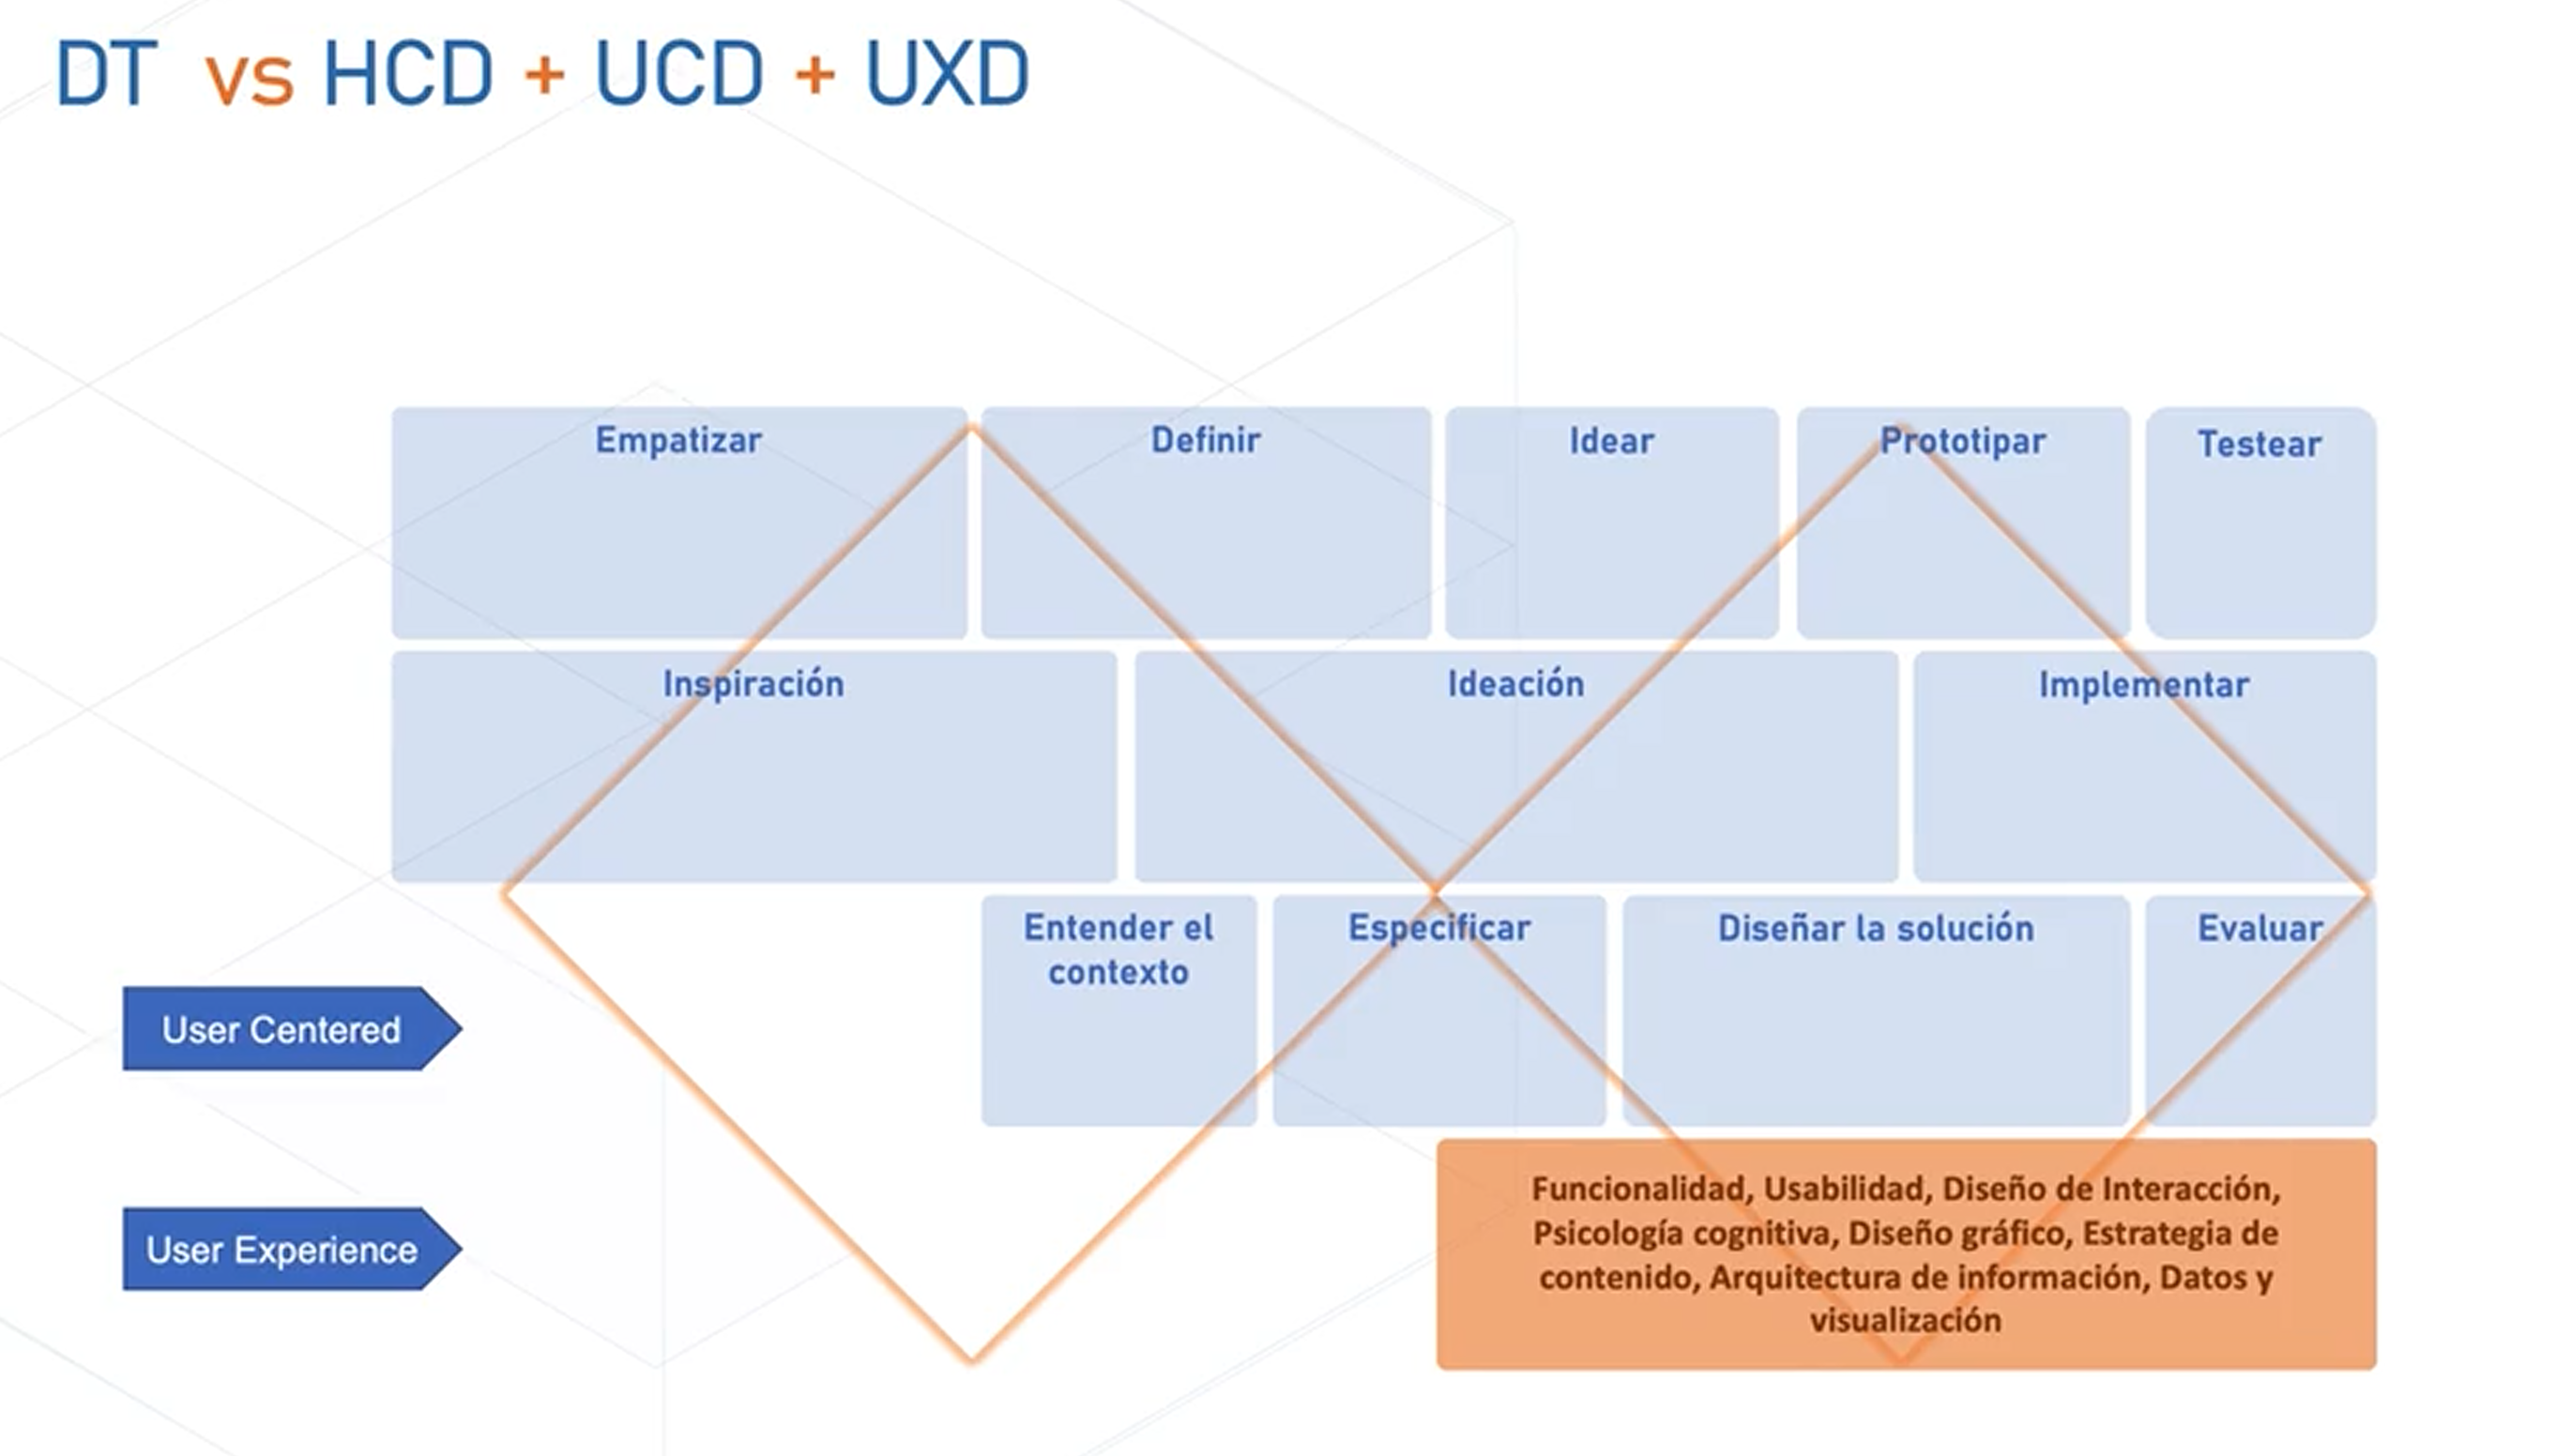 DT vs HCD + UCD + UXD
Empatizar
Definir
Idear
Prototipar
Testear
Inspiración
Ideación
Implementar
Entender el
contexto
Especificar
Diseñar la solución
Evaluar
User Centered
User Experience
Funcionalidad, Usabilidad, Diseño de Interacción,
Psicología cognitiva, Diseño gráfico, Estrategia de
contenido, Arquitectura de información, Datos y
visualización